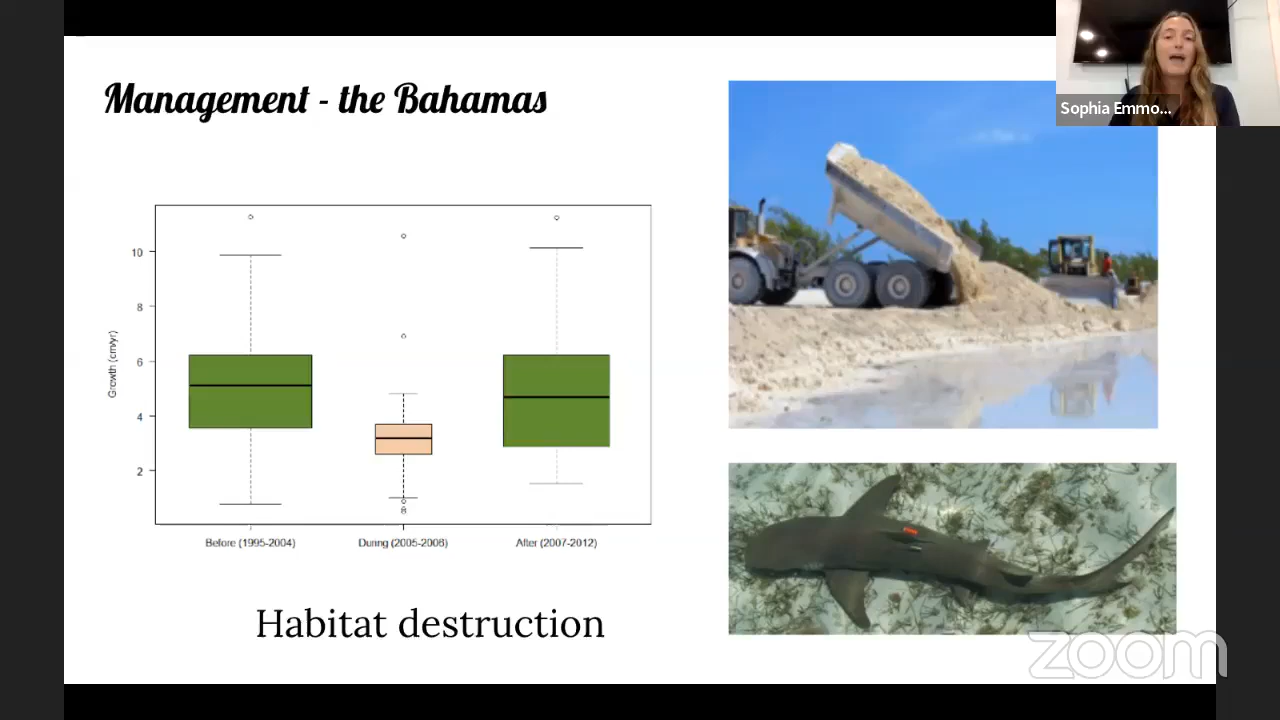 Management - the Bahamas
Sophia Emmo...
Growth (cm/yr)
10
8
6
4
2
Before (1995-2004)
During (2005-2006)
After (2007-2012)
Habitat destruction
zoom